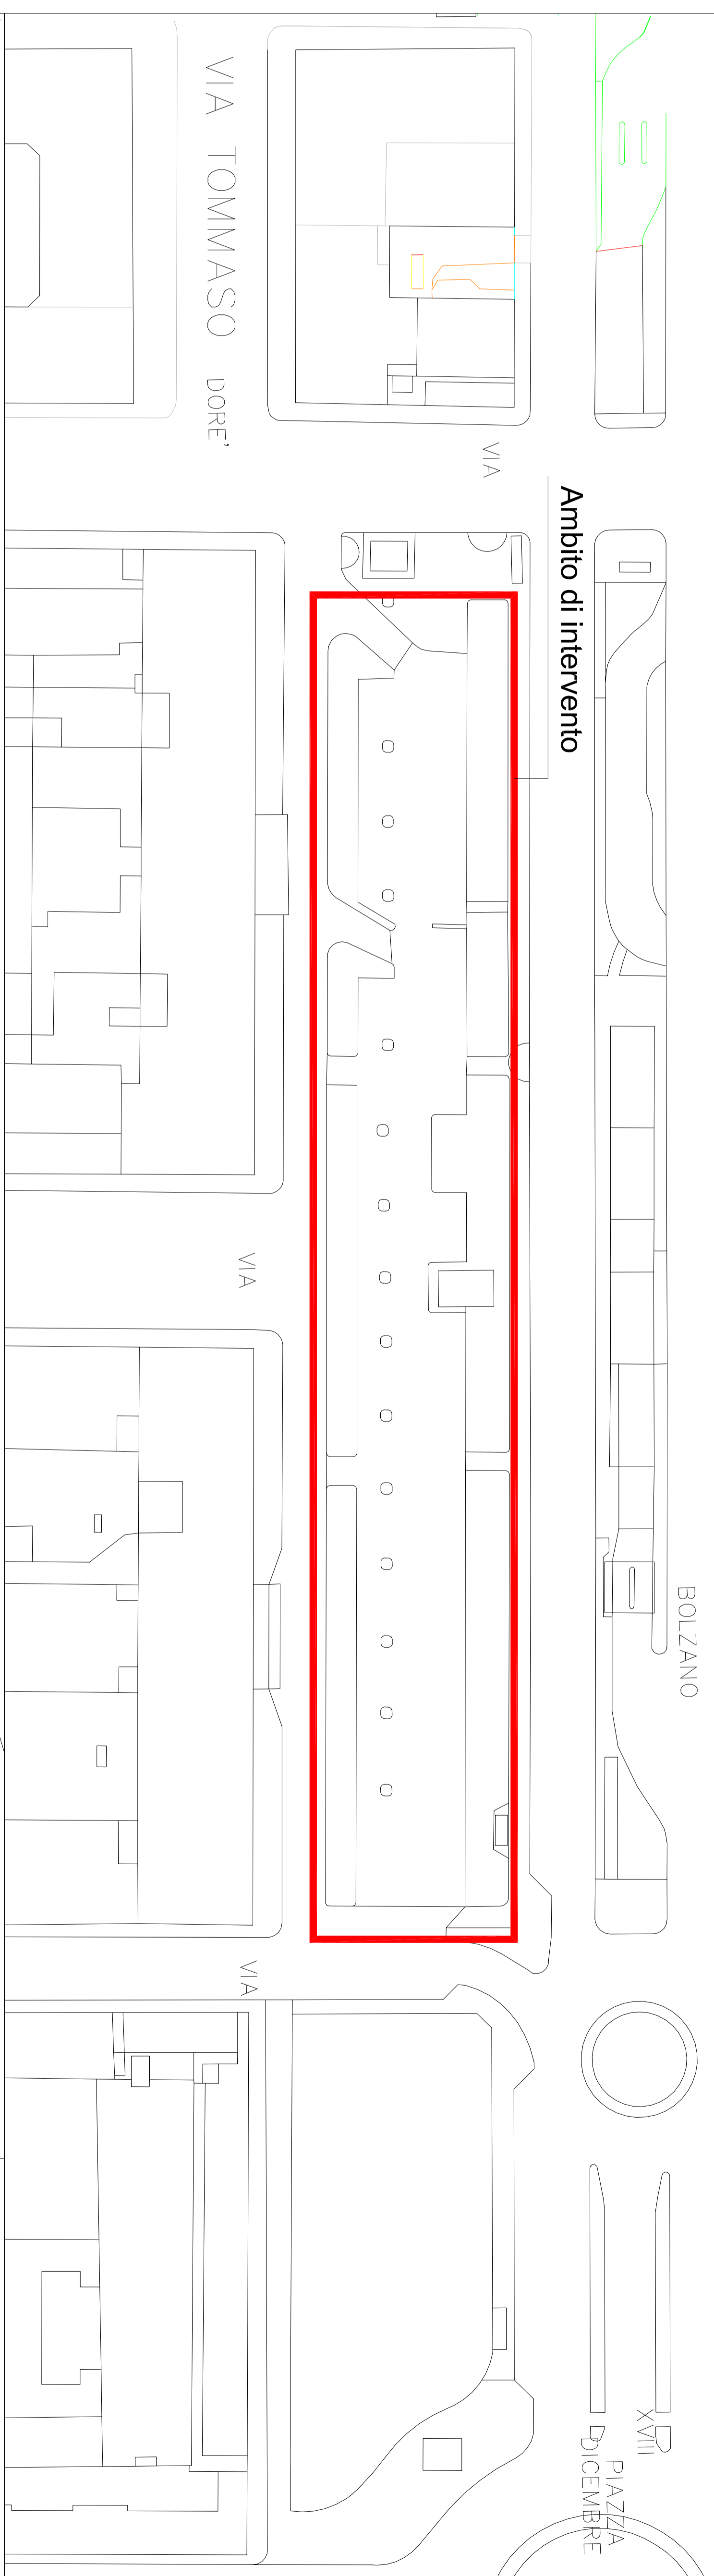 VIA TOMMASO DORE'
VIA
Ambito di intervento
VIA
BOLZANO
VIA
XVIII
PIAZZA
DICEMBRE